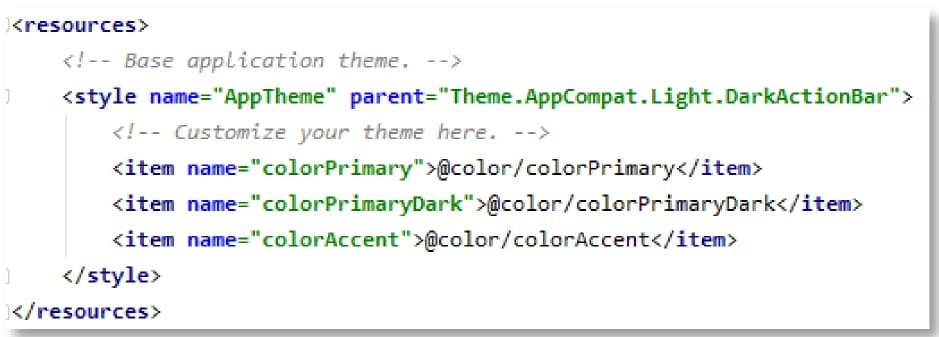 <resources>
<!-- Base application theme. -->
<style name="AppTheme" parent="Theme.AppCompat.Light.DarkActionBar">
<!-- Customize your theme here. -->
<item name="colorPrimary">@color/colorPrimary</item>
<item name="colorPrimaryDark">@color/colorPrimaryDark</item>
<item name="colorAccent">@color/colorAccent</item>
</style>
</resources>